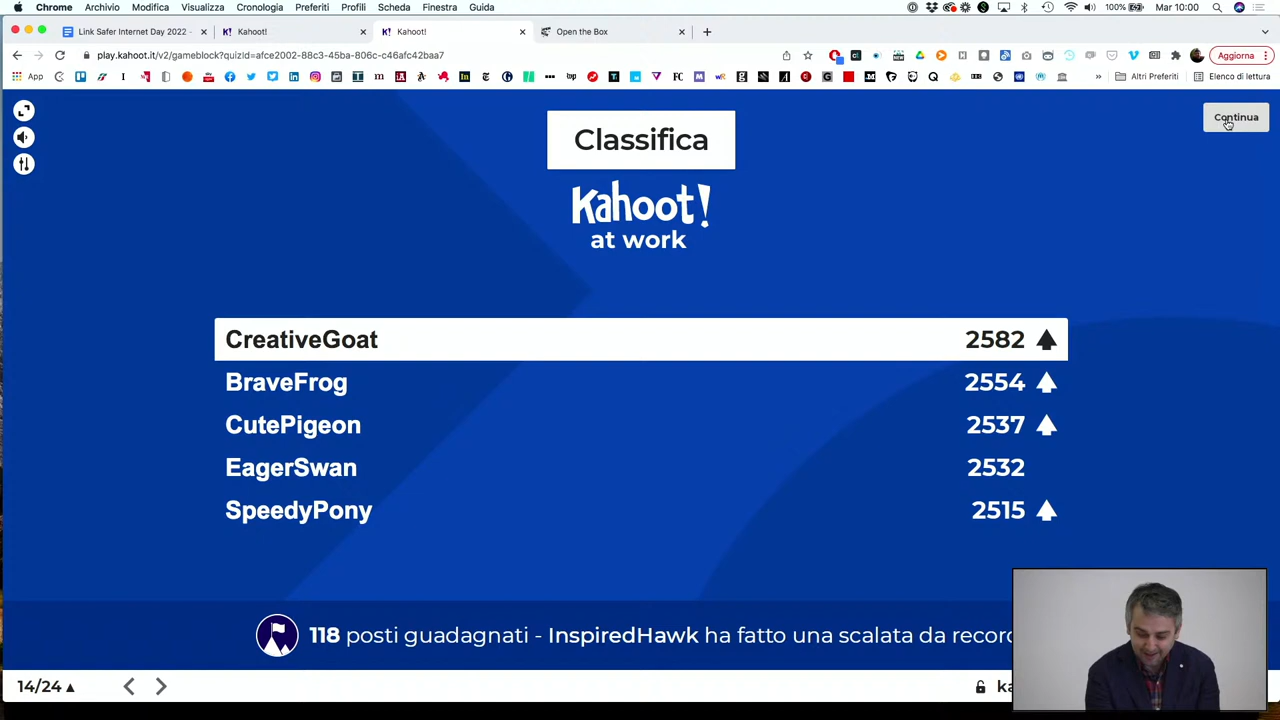 Chrome Archivio Modifica Visualizza Cronologia Preferiti Profili Scheda Finestra Guida 100% Mar 10:00
Link Safer Internet Day 2022 - Kahoot! Kahoot! Open the Box
play.kahoot.it/v2/gameblock?quizId=afce2002-88c3-45ba-806c-c46afc42baa7 Aggiorna
App Altri Preferiti Elenco di lettura
Continua
Classifica
Kahoot!
at work
CreativeGoat 2582
BraveFrog 2554
CutePigeon 2537
EagerSwan 2532
SpeedyPony 2515
118 posti guadagnati - InspiredHawk ha fatto una scalata da record
14/24